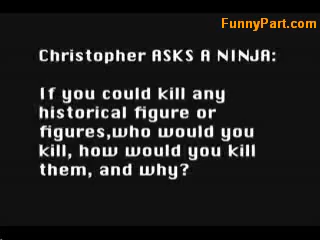 FunnyPart.com
Christopher ASKS A NINJA:
If you could kill any
historical figure or
figures,who would you
kill, how would you kill
them, and why?